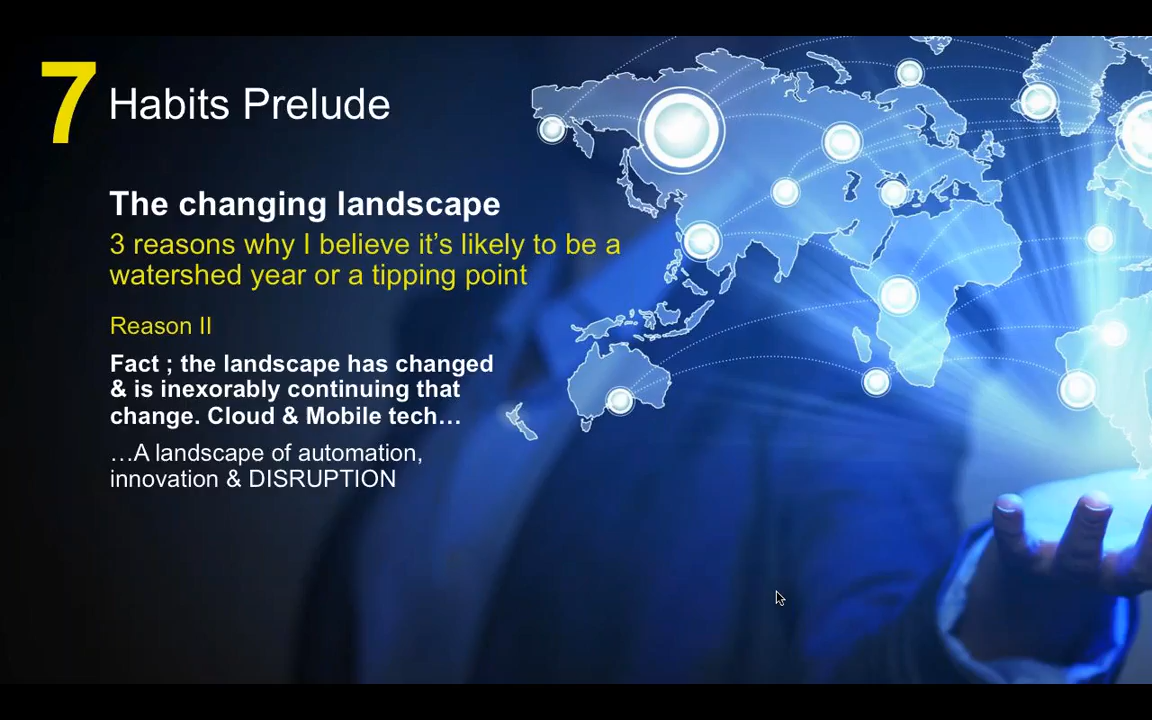 7 Habits Prelude
The changing landscape
3 reasons why I believe it’s likely to be a
watershed year or a tipping point
Reason II
Fact ; the landscape has changed
& is inexorably continuing that
change. Cloud & Mobile tech…
…A landscape of automation,
innovation & DISRUPTION